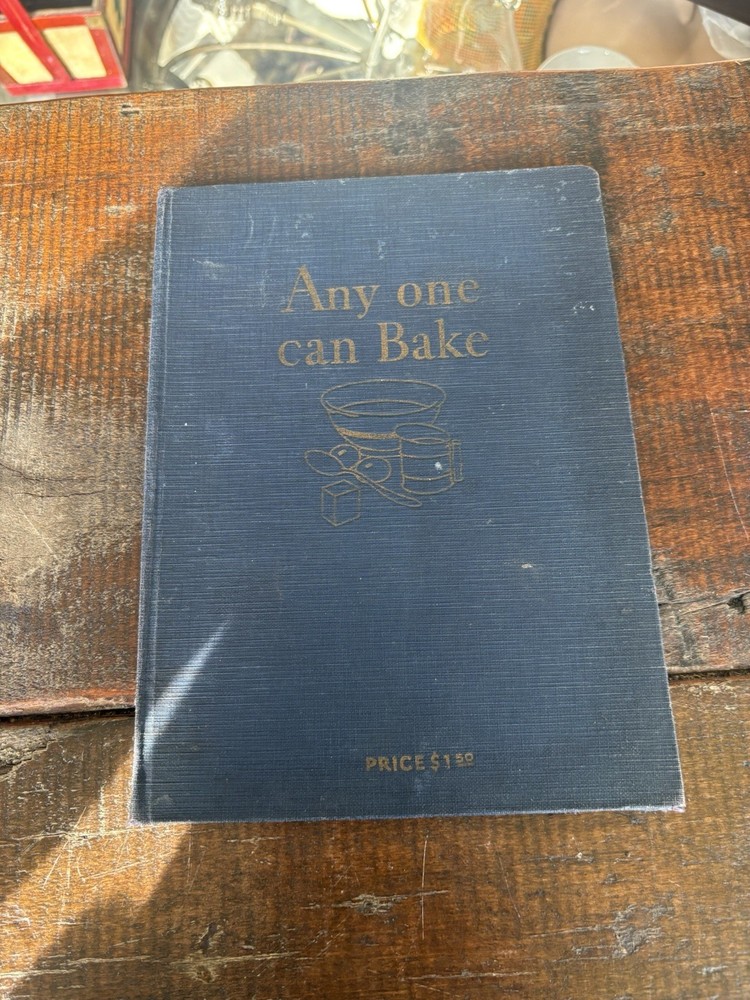 Any one
can Bake
PRICE $1 50